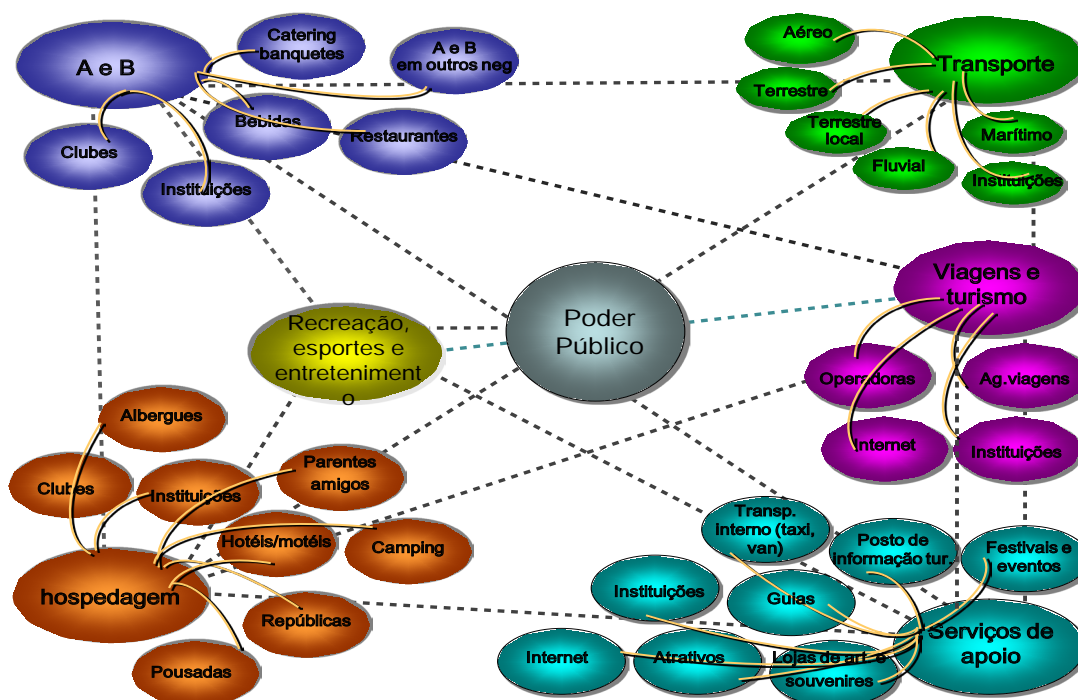 A e B
Catering
banquetes
A e B
em outros neg
Bebidas
Restaurantes
Clubes
Instituições
Aéreo
Transporte
Terrestre
Terrestre
local
Marítimo
Fluvial
Instituições
Poder
Público
Recreação,
esportes e
entreteniment
o
Viagens e
turismo
Operadoras
Ag.viagens
Internet
Instituições
Albergues
Clubes
Instituições
Parentes
amigos
Hotéis/motéis
Camping
hospedagem
Repúblicas
Pousadas
Transp.
interno (taxi,
van)
Posto de
informação tur.
Festivais e
eventos
Instituições
Guias
Serviços de
apoio
Internet
Atrativos
Lojas de art. e
souvenires